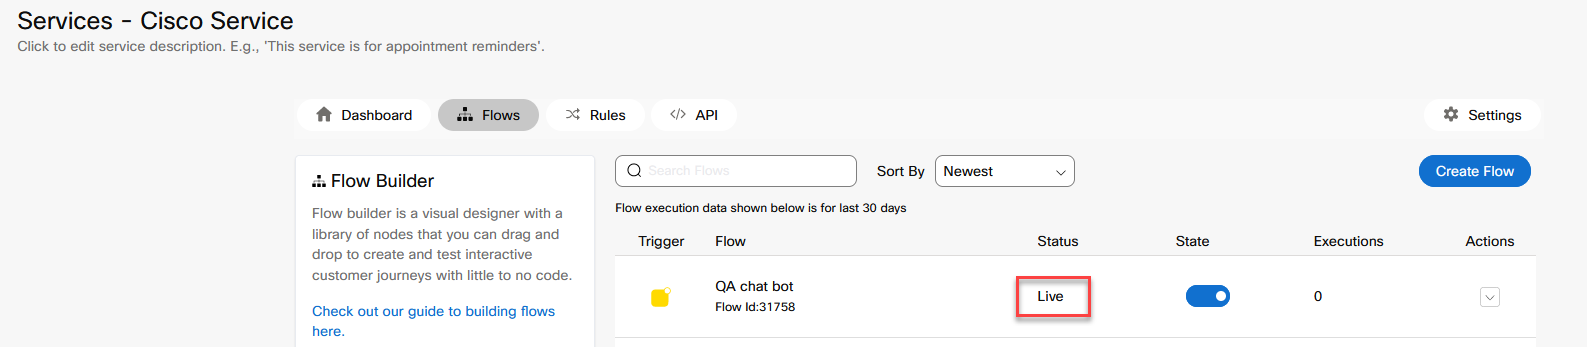 Services - Cisco Service
Click to edit service description. E.g., 'This service is for appointment reminders'.
Dashboard
Flows
Rules
API
Settings
Flow Builder
Flow builder is a visual designer with a
library of nodes that you can drag and
drop to create and test interactive
customer journeys with little to no code.
Check out our guide to building flows
here.
Search Flows
Sort By
Newest
Create Flow
Flow execution data shown below is for last 30 days
Trigger
Flow
Status
State
Executions
Actions
QA chat bot
Flow Id:31758
Live
0